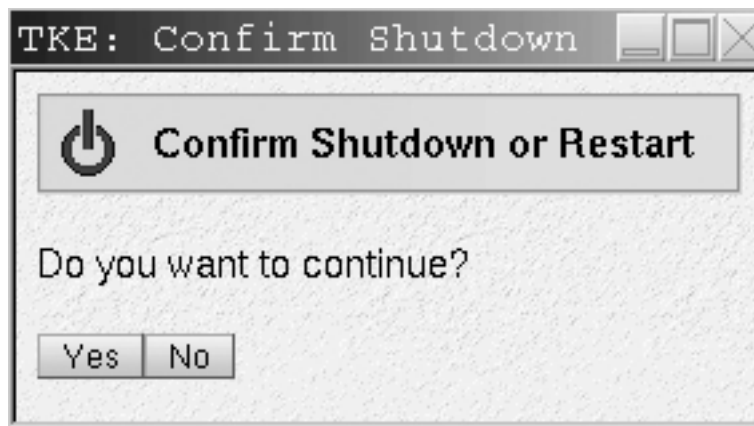 TKE: Confirm Shutdown
Confirm Shutdown or Restart
Do you want to continue?
Yes No